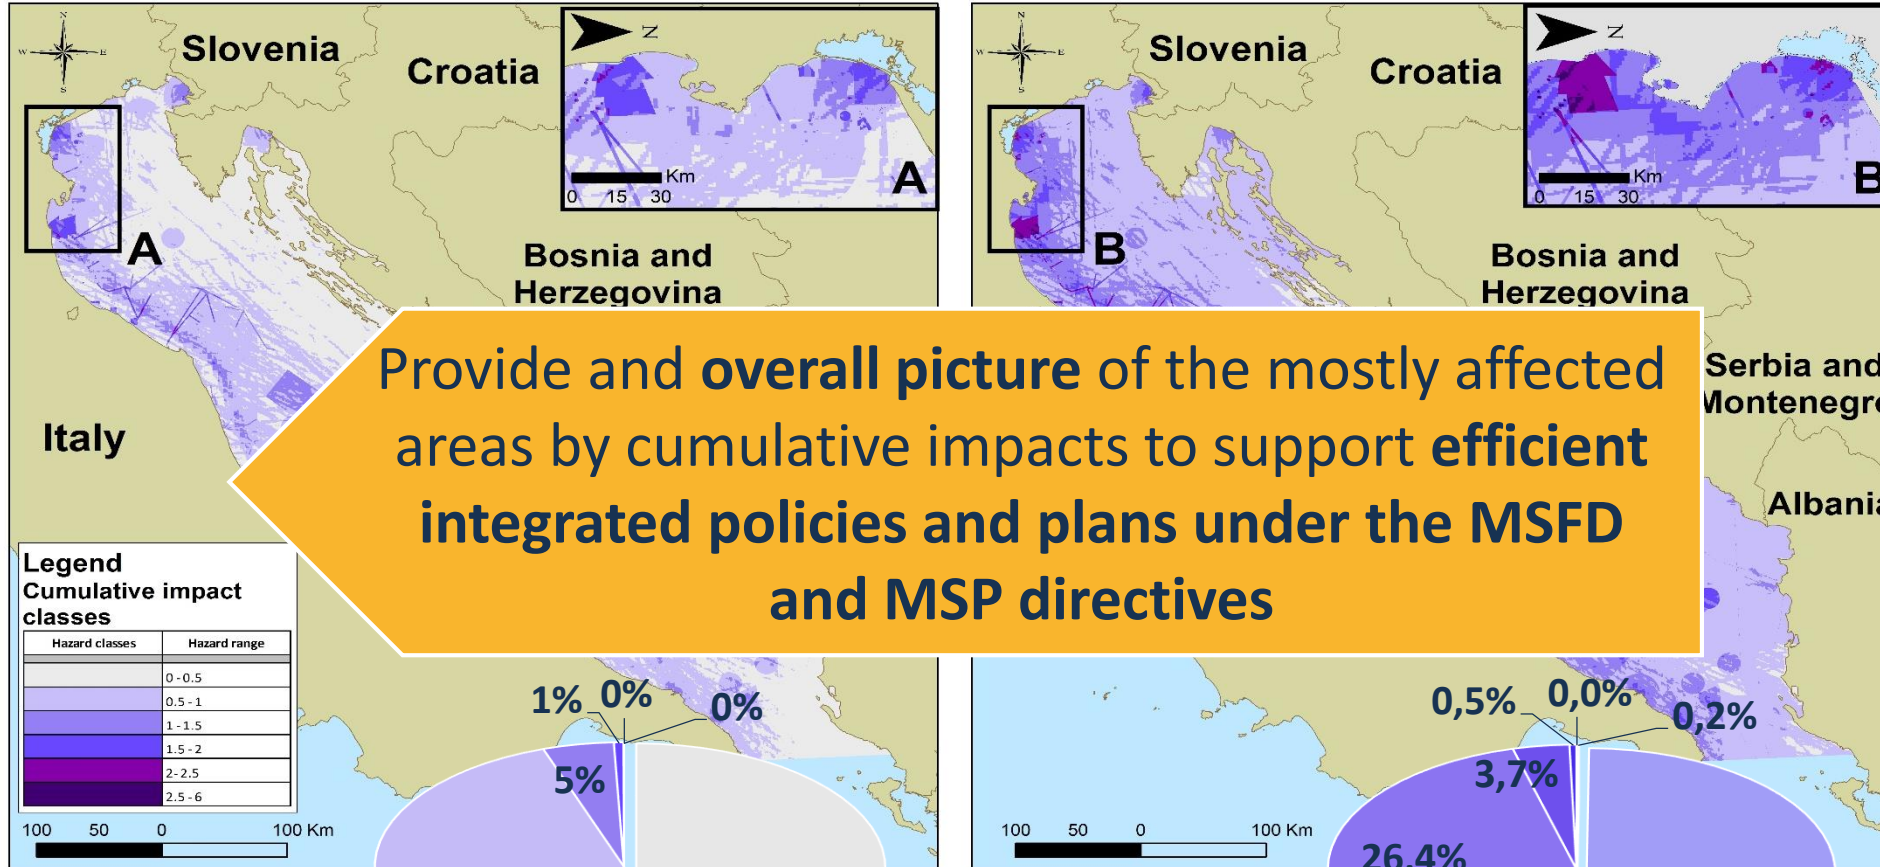 N
W
E
S
Slovenia
Croatia
N
Km
0 15 30
A
A
Bosnia and
Herzegovina
Italy
Legend
Cumulative impact
classes
Hazard classes Hazard range
0 - 0.5
0.5 - 1
1 - 1.5
1.5 - 2
2 - 2.5
2.5 - 6
100 50 0 100 Km
1% 0% 0%
5%
Provide and overall picture of the mostly affected
areas by cumulative impacts to support efficient
integrated policies and plans under the MSFD
and MSP directives
N
W
E
S
Slovenia
Croatia
N
Km
0 15 30
B
B
Bosnia and
Herzegovina
Serbia and
Montenegro
Albania
100 50 0 100 Km
0,5% 0,0% 0,2%
3,7%
26,4%